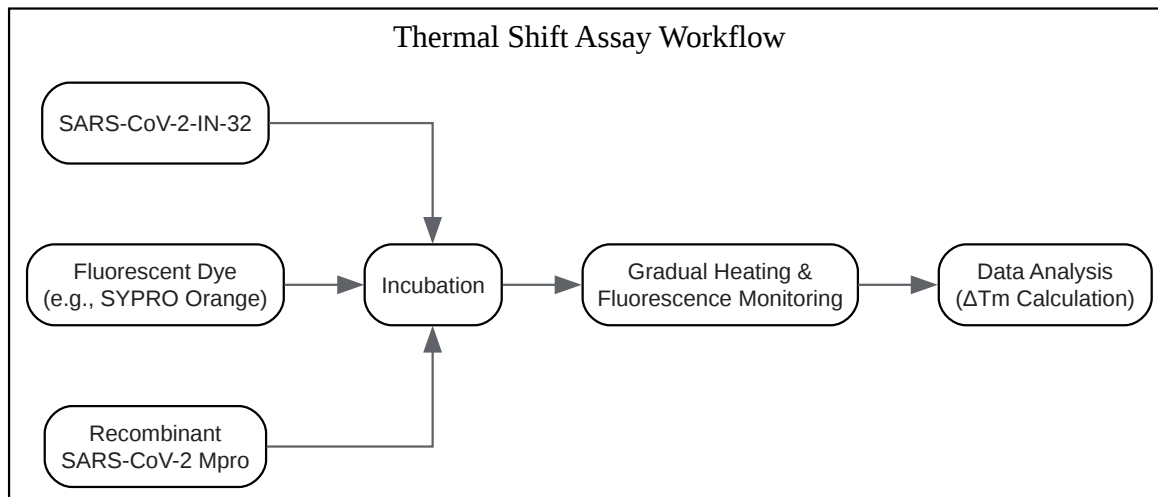 Thermal Shift Assay Workflow
SARS-CoV-2-IN-32
Fluorescent Dye
(e.g., SYPRO Orange)
Recombinant
SARS-CoV-2 Mpro
Incubation
Gradual Heating &
Fluorescence Monitoring
Data Analysis
(ΔTm Calculation)